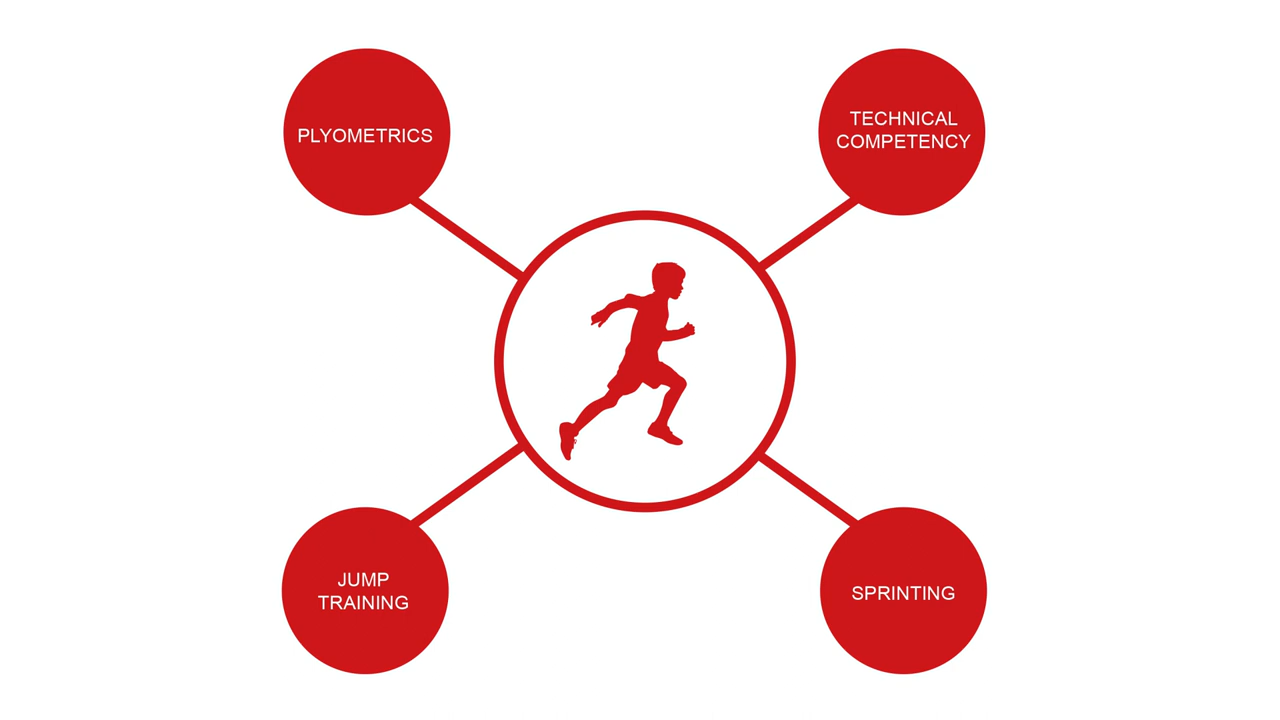 PLYOMETRICS
TECHNICAL
COMPETENCY
JUMP
TRAINING
SPRINTING